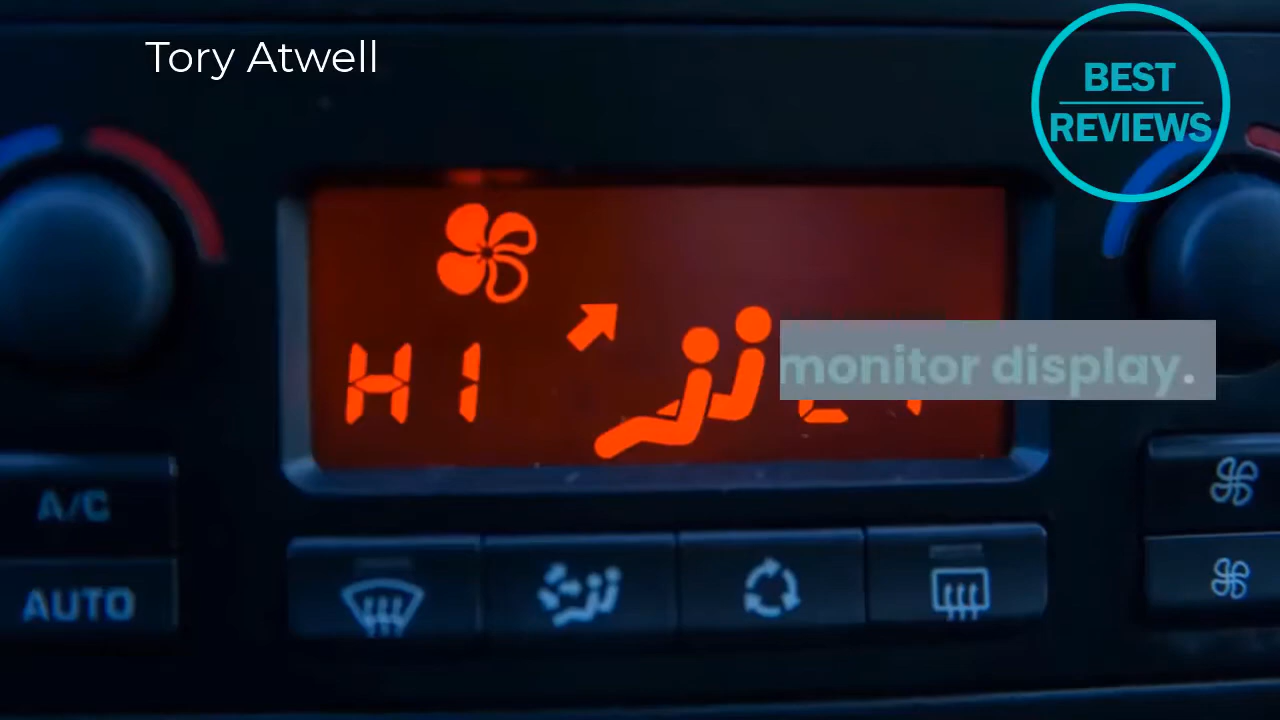 Tory Atwell
BEST
REVIEWS
HI
monitor display.
A/C
AUTO